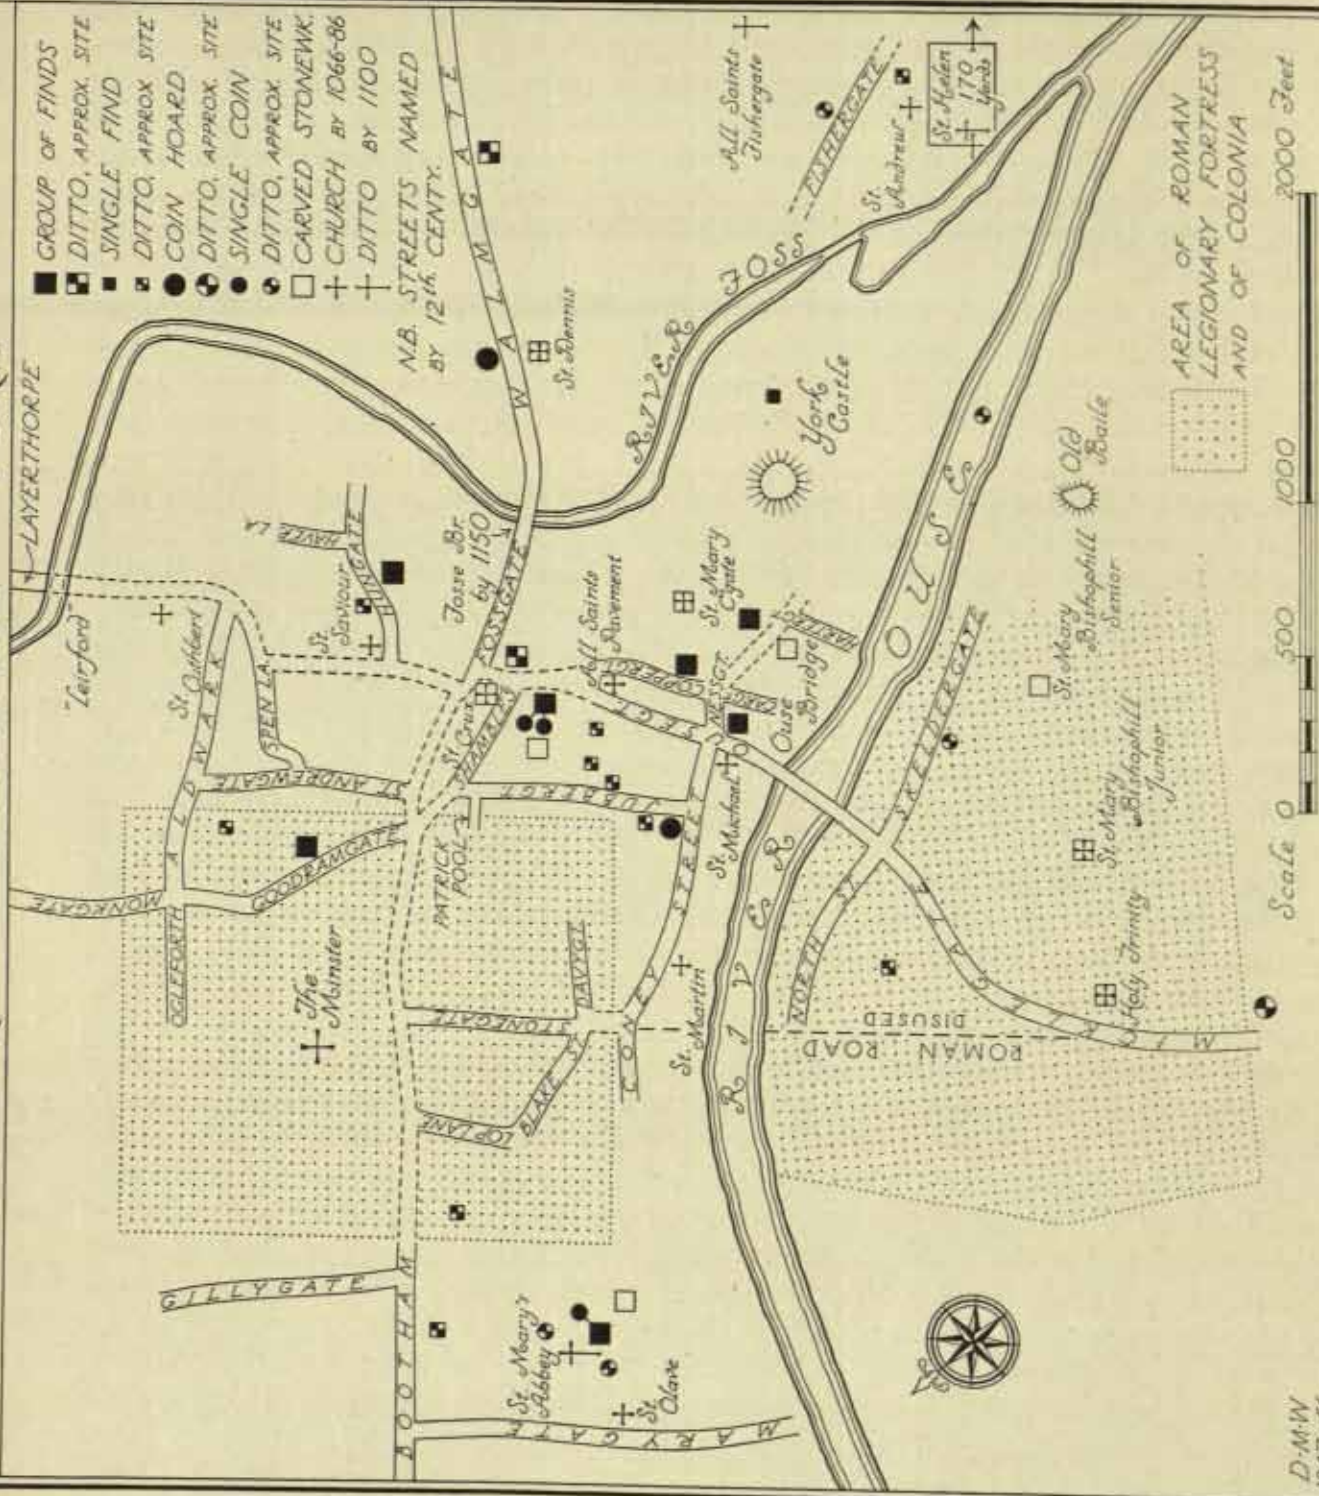 LAYERTHORPE
GROUP OF FINDS
DITTO, APPROX. SITE
SINGLE FIND
DITTO, APPROX SITE
COIN HOARD
DITTO, APPROX. SITE
SINGLE COIN
DITTO, APPROX. SITE
CARVED STONEWK.
CHURCH BY 1066-86
DITTO BY 1100
N.B. STREETS NAMED
BY 12th. CENTY.
"Leirford"
St. Cuthbert
ALDWARK
SPEN LA.
ST. ANDREWGATE
MONKGATE
OGLEFORTH
GOODRAMGATE
The
Minster
HAVER LA.
St.
Saviour
HUNGATE
Fosse Br.
by 1150
FOSSGATE
WALMGATE
St. Dennis
St. Crux
SHAMBLES
PATRICK
POOL
JUBBERGT.
All Saints
Pavement
COPPERGT.
St. Mary
Cgate
NESSGT.
Ouse
Bridge
St. Michael
CONEY STREET
St. Martin
STONEGATE
DAVYGT.
BLAKE ST.
LOP LANE
GILLYGATE
BOOTHAM
St. Mary's
Abbey
St.
Olave
MARYGATE
York
Castle
RIVER FOSS
All Saints
Fishergate
FISHERGATE
St.
Andrew
St. Helen
170
Yards
RIVER OUSE
NORTH ST.
SKELDERGATE
MICKLEGATE
ROMAN ROAD
DISUSED
Old
Baile
St. Mary
Bishophill
Senior
St. Mary
Bishophill
Junior
Holy Trinity
AREA OF ROMAN
LEGIONARY FORTRESS
AND OF COLONIA
Scale 0 500 1000 2000 Feet
D·M·W